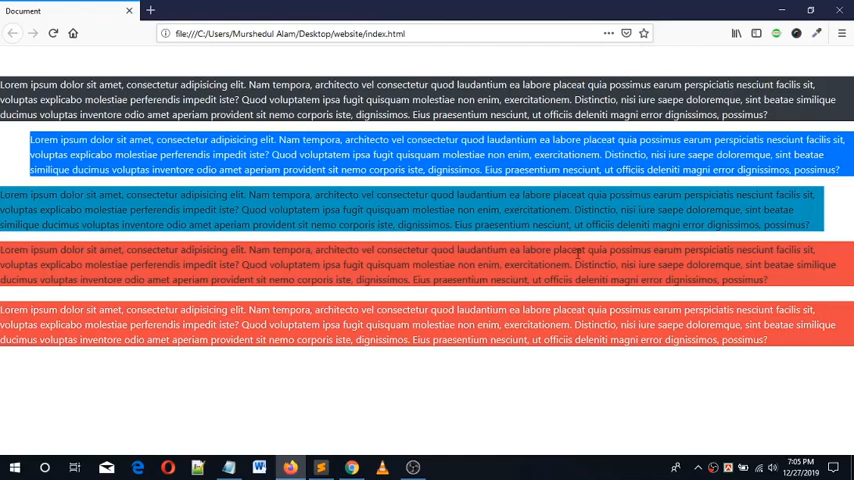 Document
file:///C:/Users/Murshedul Alam/Desktop/website/index.html
Lorem ipsum dolor sit amet, consectetur adipisicing elit. Nam tempora, architecto vel consectetur quod laudantium ea labore placeat quia possimus earum perspiciatis nesciunt facilis sit,
voluptates explicabo molestiae perferendis impedit iste? Quod voluptatem ipsa fugit quisquam molestiae non enim, exercitationem. Distinctio, nisi iure saepe doloremque, sint beatae similique
ducimus voluptates inventore odio amet aperiam provident sit nemo corporis iste, dignissimos. Eius praesentium nesciunt, ut officiis deleniti magni error dignissimos, possimus?
Lorem ipsum dolor sit amet, consectetur adipisicing elit. Nam tempora, architecto vel consectetur quod laudantium ea labore placeat quia possimus earum perspiciatis nesciunt facilis sit,
voluptates explicabo molestiae perferendis impedit iste? Quod voluptatem ipsa fugit quisquam molestiae non enim, exercitationem. Distinctio, nisi iure saepe doloremque, sint beatae
similique ducimus voluptates inventore odio amet aperiam provident sit nemo corporis iste, dignissimos. Eius praesentium nesciunt, ut officiis deleniti magni error dignissimos, possimus?
Lorem ipsum dolor sit amet, consectetur adipisicing elit. Nam tempora, architecto vel consectetur quod laudantium ea labore placeat quia possimus earum perspiciatis nesciunt facilis sit,
voluptates explicabo molestiae perferendis impedit iste? Quod voluptatem ipsa fugit quisquam molestiae non enim, exercitationem. Distinctio, nisi iure saepe doloremque, sint beatae
similique ducimus voluptates inventore odio amet aperiam provident sit nemo corporis iste, dignissimos. Eius praesentium nesciunt, ut officiis deleniti magni error dignissimos, possimus?
Lorem ipsum dolor sit amet, consectetur adipisicing elit. Nam tempora, architecto vel consectetur quod laudantium ea labore placeat quia possimus earum perspiciatis nesciunt facilis sit,
voluptates explicabo molestiae perferendis impedit iste? Quod voluptatem ipsa fugit quisquam molestiae non enim, exercitationem. Distinctio, nisi iure saepe doloremque, sint beatae similique
ducimus voluptates inventore odio amet aperiam provident sit nemo corporis iste, dignissimos. Eius praesentium nesciunt, ut officiis deleniti magni error dignissimos, possimus?
Lorem ipsum dolor sit amet, consectetur adipisicing elit. Nam tempora, architecto vel consectetur quod laudantium ea labore placeat quia possimus earum perspiciatis nesciunt facilis sit,
voluptates explicabo molestiae perferendis impedit iste? Quod voluptatem ipsa fugit quisquam molestiae non enim, exercitationem. Distinctio, nisi iure saepe doloremque, sint beatae similique
ducimus voluptates inventore odio amet aperiam provident sit nemo corporis iste, dignissimos. Eius praesentium nesciunt, ut officiis deleniti magni error dignissimos, possimus?
7:05 PM
12/27/2019